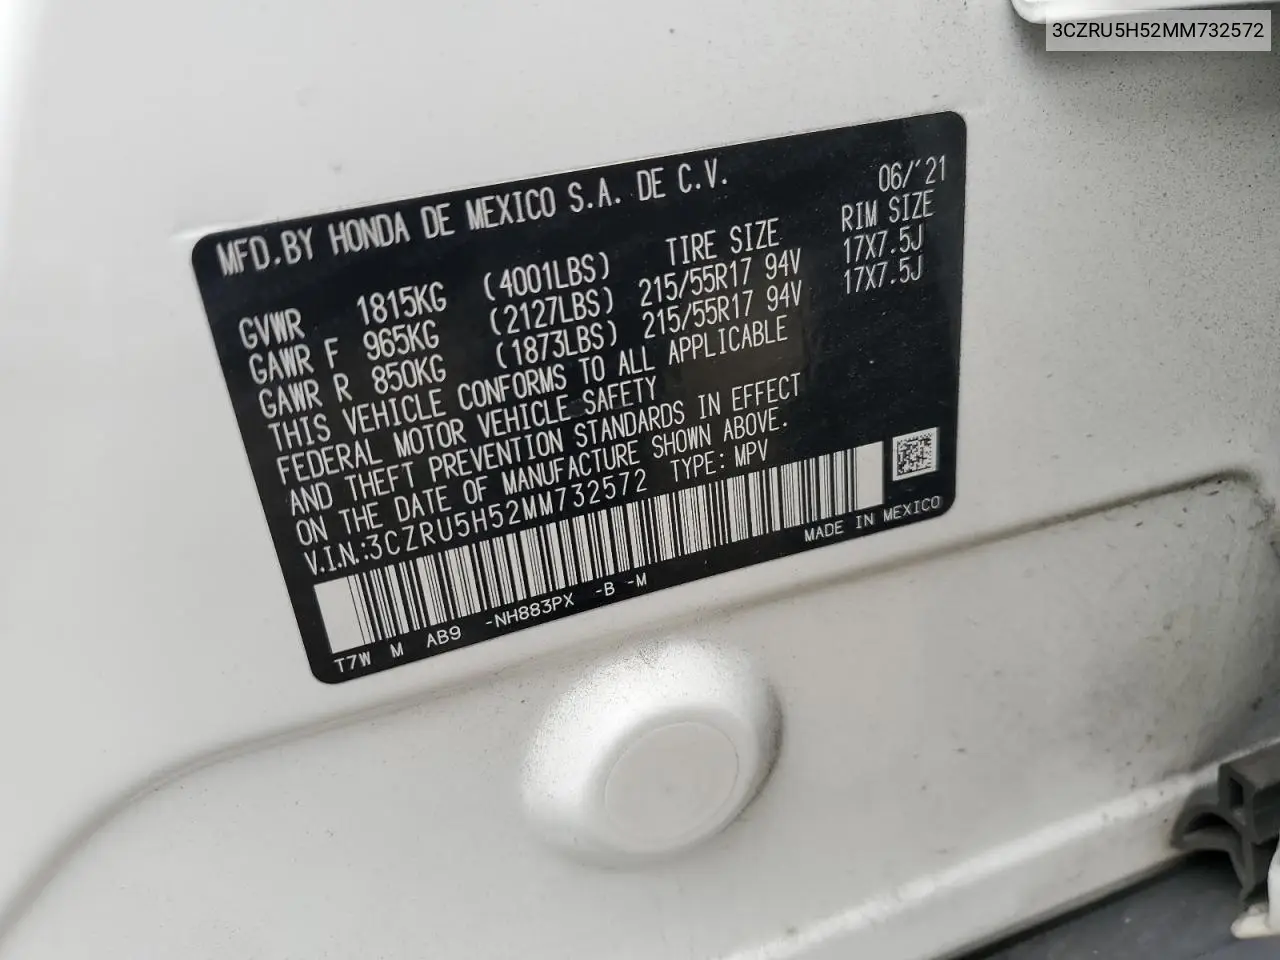 3CZRU5H52MM732572
MFD.BY HONDA DE MEXICO S.A. DE C.V. 06/'21
TIRE SIZE RIM SIZE
GVWR 1815KG (4001LBS)
GAWR F 965KG (2127LBS) 215/55R17 94V 17X7.5J
GAWR R 850KG (1873LBS) 215/55R17 94V 17X7.5J
THIS VEHICLE CONFORMS TO ALL APPLICABLE
FEDERAL MOTOR VEHICLE SAFETY
AND THEFT PREVENTION STANDARDS IN EFFECT
ON THE DATE OF MANUFACTURE SHOWN ABOVE.
V.I.N.:3CZRU5H52MM732572 TYPE: MPV
MADE IN MEXICO
T7W M AB9 -NH883PX -B -M